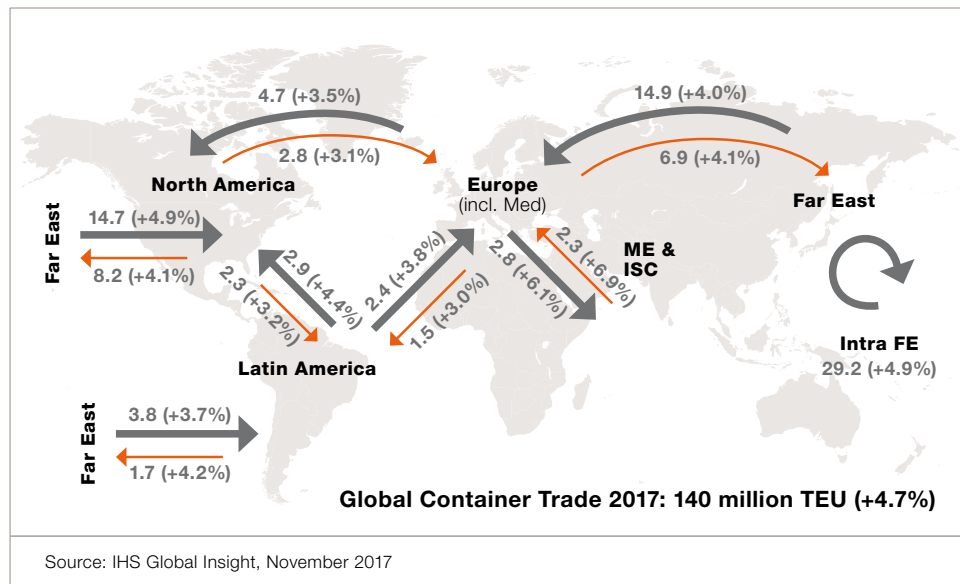 4.7 (+3.5%)
14.9 (+4.0%)
2.8 (+3.1%)
6.9 (+4.1%)
North America
Europe
(incl. Med)
Far East
Far East
14.7 (+4.9%)
8.2 (+4.1%)
2.3 (+3.2%)
2.9 (+4.4%)
2.4 (+3.8%)
1.5 (+3.0%)
2.8 (+6.1%)
2.3 (+6.9%)
ME &
ISC
Latin America
Intra FE
29.2 (+4.9%)
Far East
3.8 (+3.7%)
1.7 (+4.2%)
Global Container Trade 2017: 140 million TEU (+4.7%)
Source: IHS Global Insight, November 2017